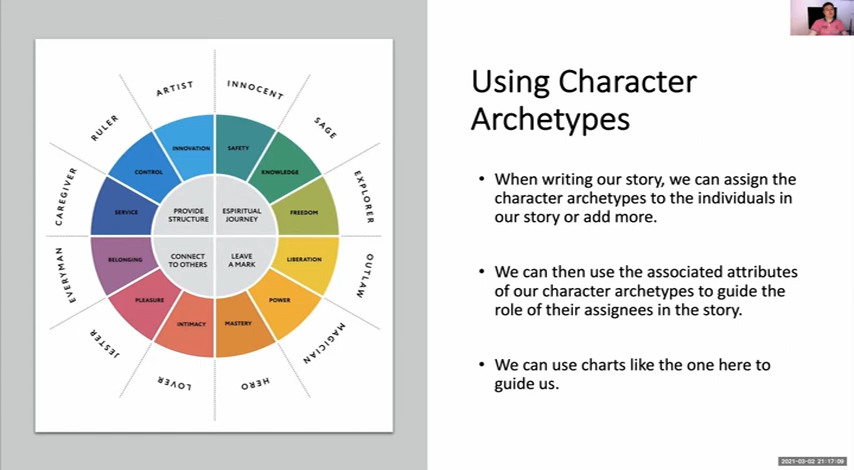 ARTIST
INNOCENT
RULER
SAGE
CAREGIVER
EXPLORER
EVERYMAN
OUTLAW
JESTER
MAGICIAN
LOVER
HERO
INNOVATION
SAFETY
CONTROL
KNOWLEDGE
SERVICE
FREEDOM
BELONGING
LIBERATION
PLEASURE
POWER
INTIMACY
MASTERY
PROVIDE
STRUCTURE
ESPIRITUAL
JOURNEY
CONNECT
TO OTHERS
LEAVE
A MARK
Using Character
Archetypes
• When writing our story, we can assign the
character archetypes to the individuals in
our story or add more.
• We can then use the associated attributes
of our character archetypes to guide the
role of their assignees in the story.
• We can use charts like the one here to
guide us.
2021-03-02 21:17:09